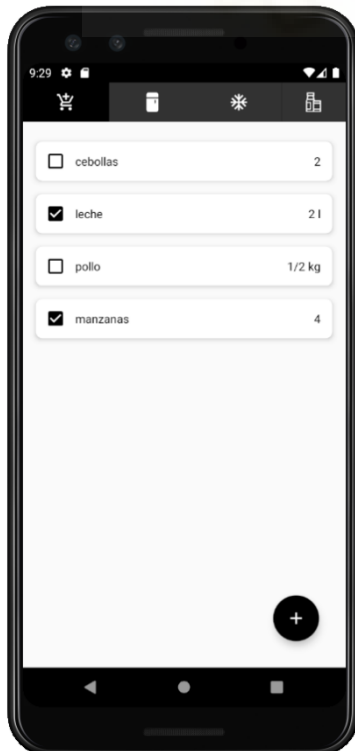 9:29
cebollas 2
leche 2 l
pollo 1/2 kg
manzanas 4
+